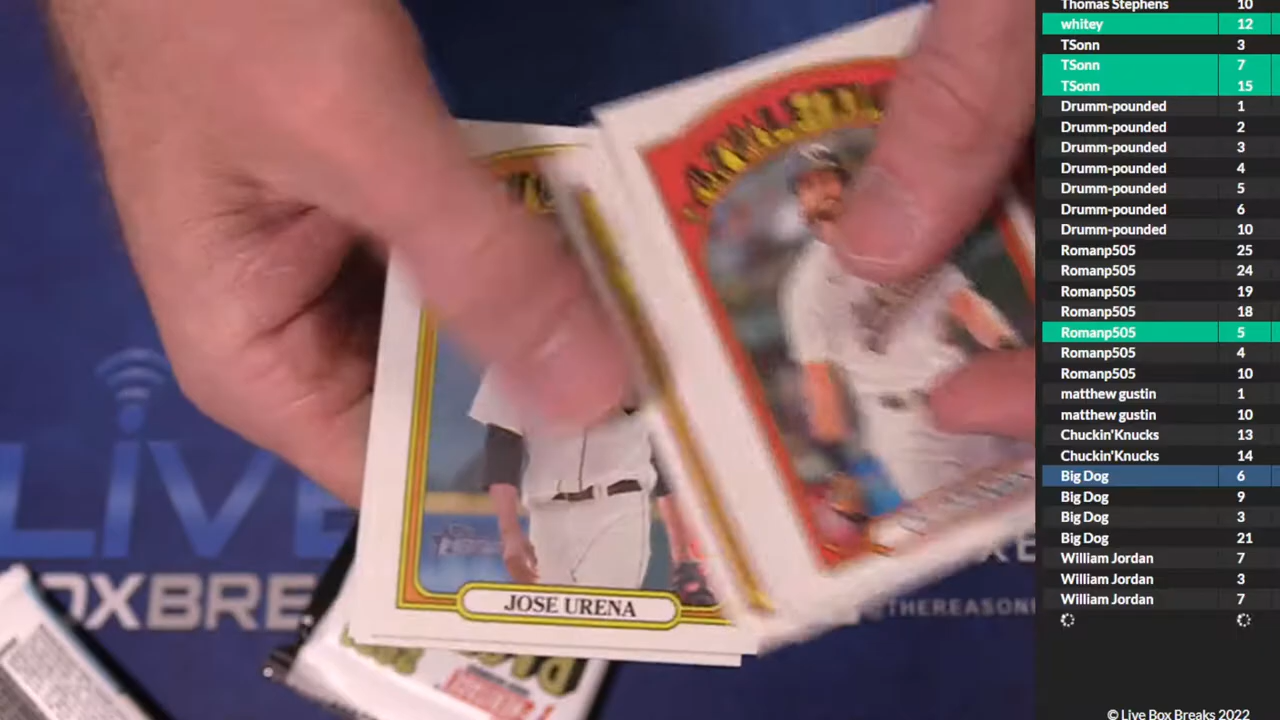 Thomas Stephens 10
whitey 12
TSonn 3
TSonn 7
TSonn 15
Drumm-pounded 1
Drumm-pounded 2
Drumm-pounded 3
Drumm-pounded 4
Drumm-pounded 5
Drumm-pounded 6
Drumm-pounded 10
Romanp505 25
Romanp505 24
Romanp505 19
Romanp505 18
Romanp505 5
Romanp505 4
Romanp505 10
matthew gustin 1
matthew gustin 10
Chuckin'Knucks 13
Chuckin'Knucks 14
Big Dog 6
Big Dog 9
Big Dog 3
Big Dog 21
William Jordan 7
William Jordan 3
William Jordan 7
© Live Box Breaks 2022
LIVE
OXBRE
JOSE URENA
@THEREASON